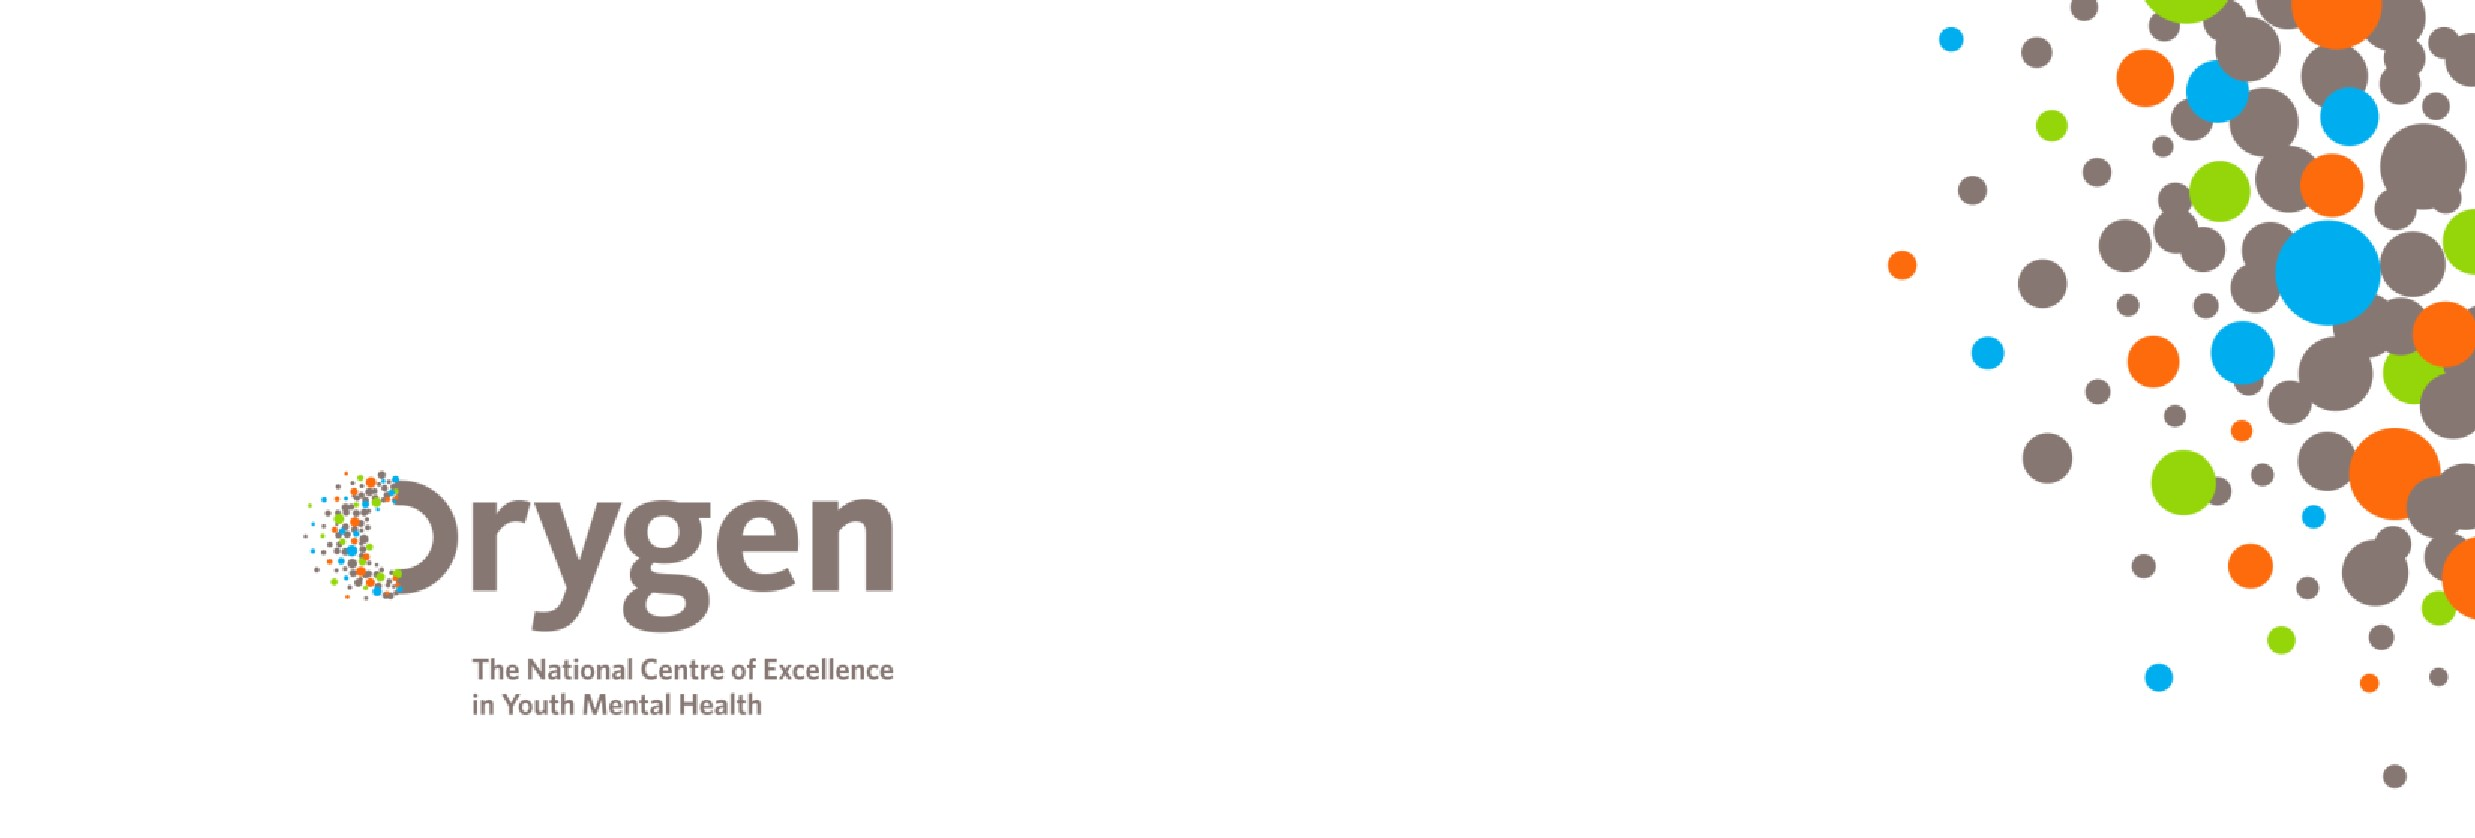 Orygen
The National Centre of Excellence
in Youth Mental Health